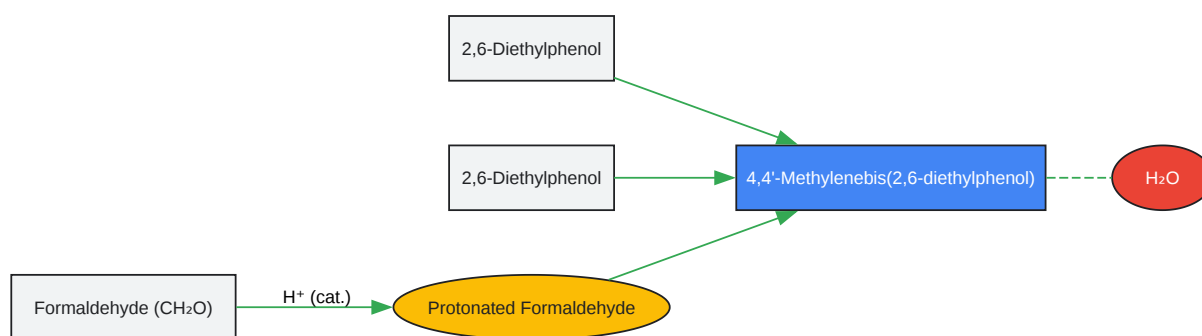 2,6-Diethylphenol
2,6-Diethylphenol
4,4'-Methylenebis(2,6-diethylphenol)
H₂O
Formaldehyde (CH₂O)
H⁺ (cat.)
Protonated Formaldehyde